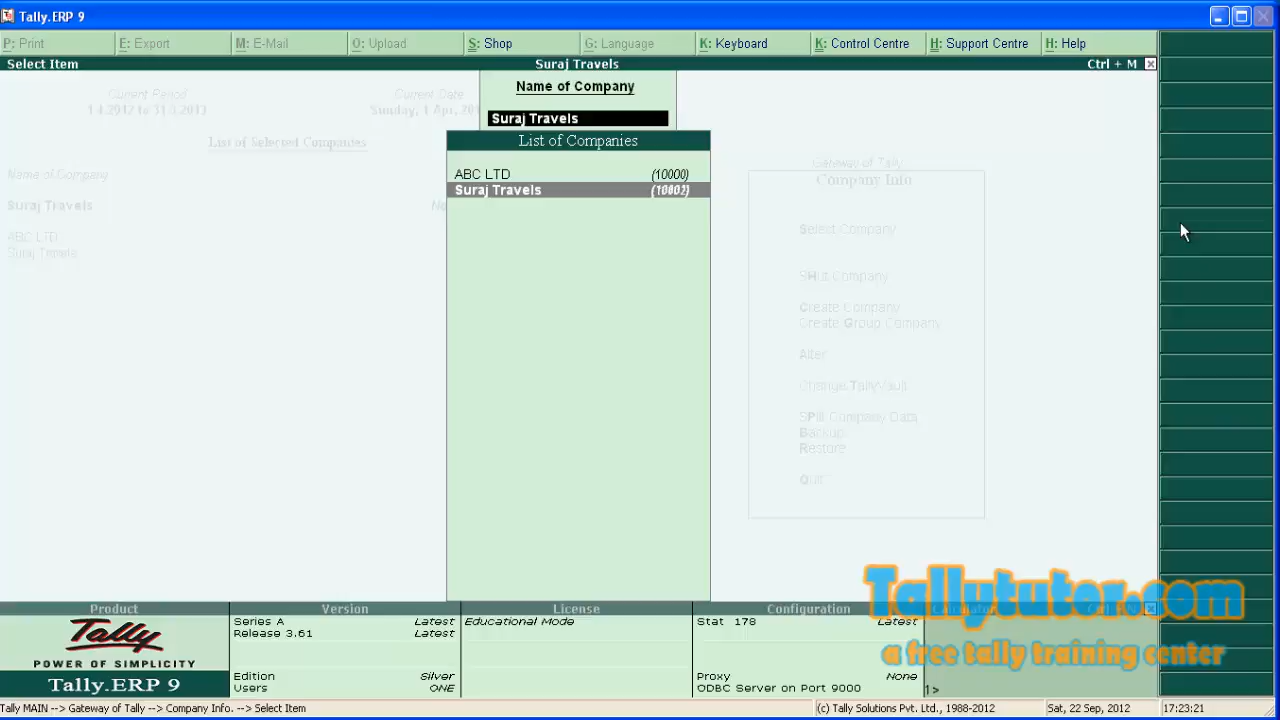 Tally.ERP 9
P: Print
E: Export
M: E-Mail
O: Upload
S: Shop
G: Language
K: Keyboard
K: Control Centre
H: Support Centre
H: Help
Select Item
Suraj Travels
Ctrl + M
Current Period
1.4.2012 to 31.3.2013
Current Date
Sunday, 1 Apr, 201
List of Selected Companies
Name of Company
Suraj Travels
ABC LTD
Suraj Travels
Name of Company
Suraj Travels
List of Companies
ABC LTD (10000)
Suraj Travels
Gateway of Tally
Company Info
Select Company
SHut Company
Create Company
Create Group Company
Alter
Change TallyVault
SPlit Company Data
Backup
Restore
Quit
Product
Tally
POWER OF SIMPLICITY
Tally.ERP 9
Version
Series A Latest
Release 3.61 Latest
Edition Silver
Users ONE
License
Educational Mode
Configuration
Stat 178 Latest
Proxy None
ODBC Server on Port 9000
Calculator
1>
Tallytutor.com
a free tally training center
Tally MAIN --> Gateway of Tally --> Company Info. --> Select Item
(c) Tally Solutions Pvt. Ltd., 1988-2012
Sat, 22 Sep, 2012
17:23:21